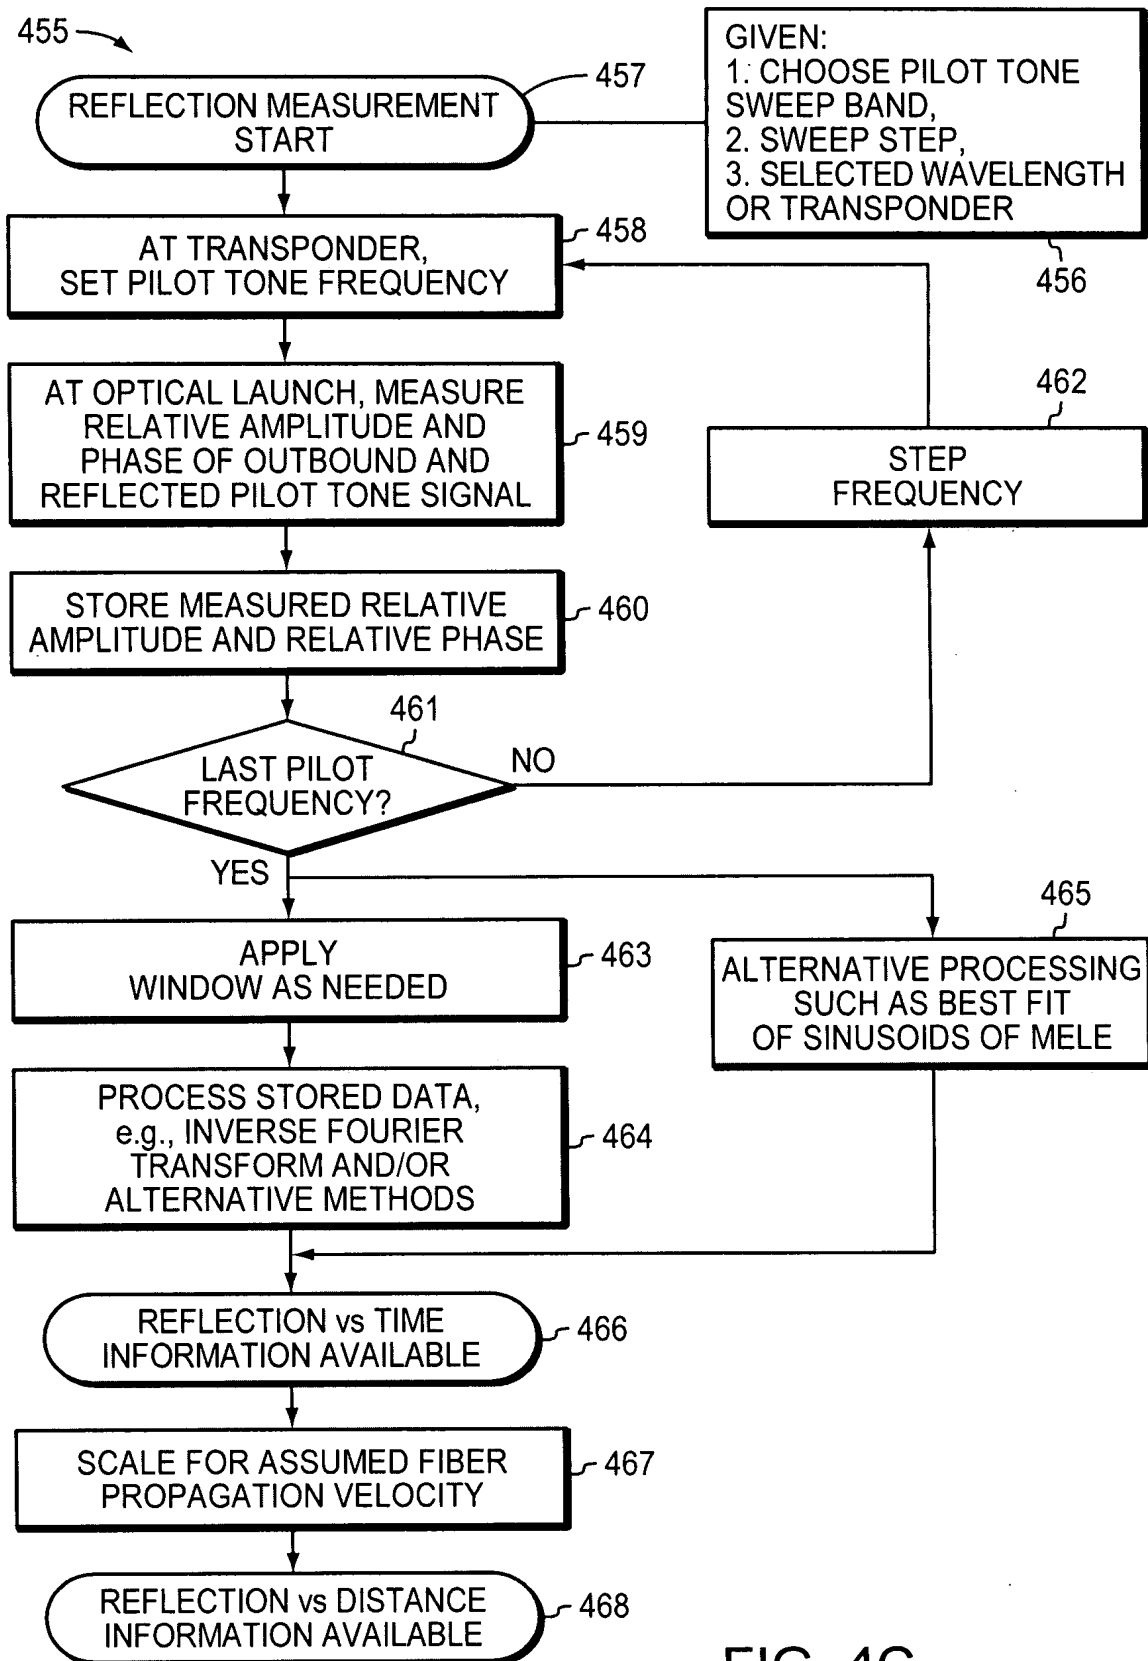 455
REFLECTION MEASUREMENT
START
457
GIVEN:
1. CHOOSE PILOT TONE
SWEEP BAND,
2. SWEEP STEP,
3. SELECTED WAVELENGTH
OR TRANSPONDER
456
AT TRANSPONDER,
SET PILOT TONE FREQUENCY
458
AT OPTICAL LAUNCH, MEASURE
RELATIVE AMPLITUDE AND
PHASE OF OUTBOUND AND
REFLECTED PILOT TONE SIGNAL
459
462
STEP
FREQUENCY
STORE MEASURED RELATIVE
AMPLITUDE AND RELATIVE PHASE
460
461
LAST PILOT
FREQUENCY?
NO
YES
APPLY
WINDOW AS NEEDED
463
465
ALTERNATIVE PROCESSING
SUCH AS BEST FIT
OF SINUSOIDS OF MELE
PROCESS STORED DATA,
e.g., INVERSE FOURIER
TRANSFORM AND/OR
ALTERNATIVE METHODS
464
REFLECTION vs TIME
INFORMATION AVAILABLE
466
SCALE FOR ASSUMED FIBER
PROPAGATION VELOCITY
467
REFLECTION vs DISTANCE
INFORMATION AVAILABLE
468